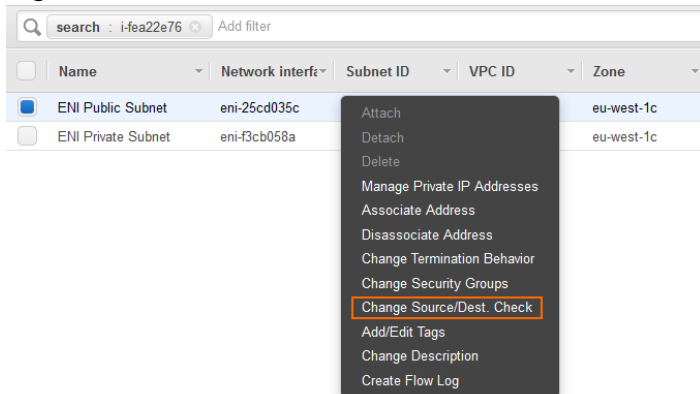 search : i-fea22e76 Add filter
Name Network interfa Subnet ID VPC ID Zone
ENI Public Subnet eni-25cd035c eu-west-1c
ENI Private Subnet eni-f3cb058a eu-west-1c
Attach
Detach
Delete
Manage Private IP Addresses
Associate Address
Disassociate Address
Change Termination Behavior
Change Security Groups
Change Source/Dest. Check
Add/Edit Tags
Change Description
Create Flow Log